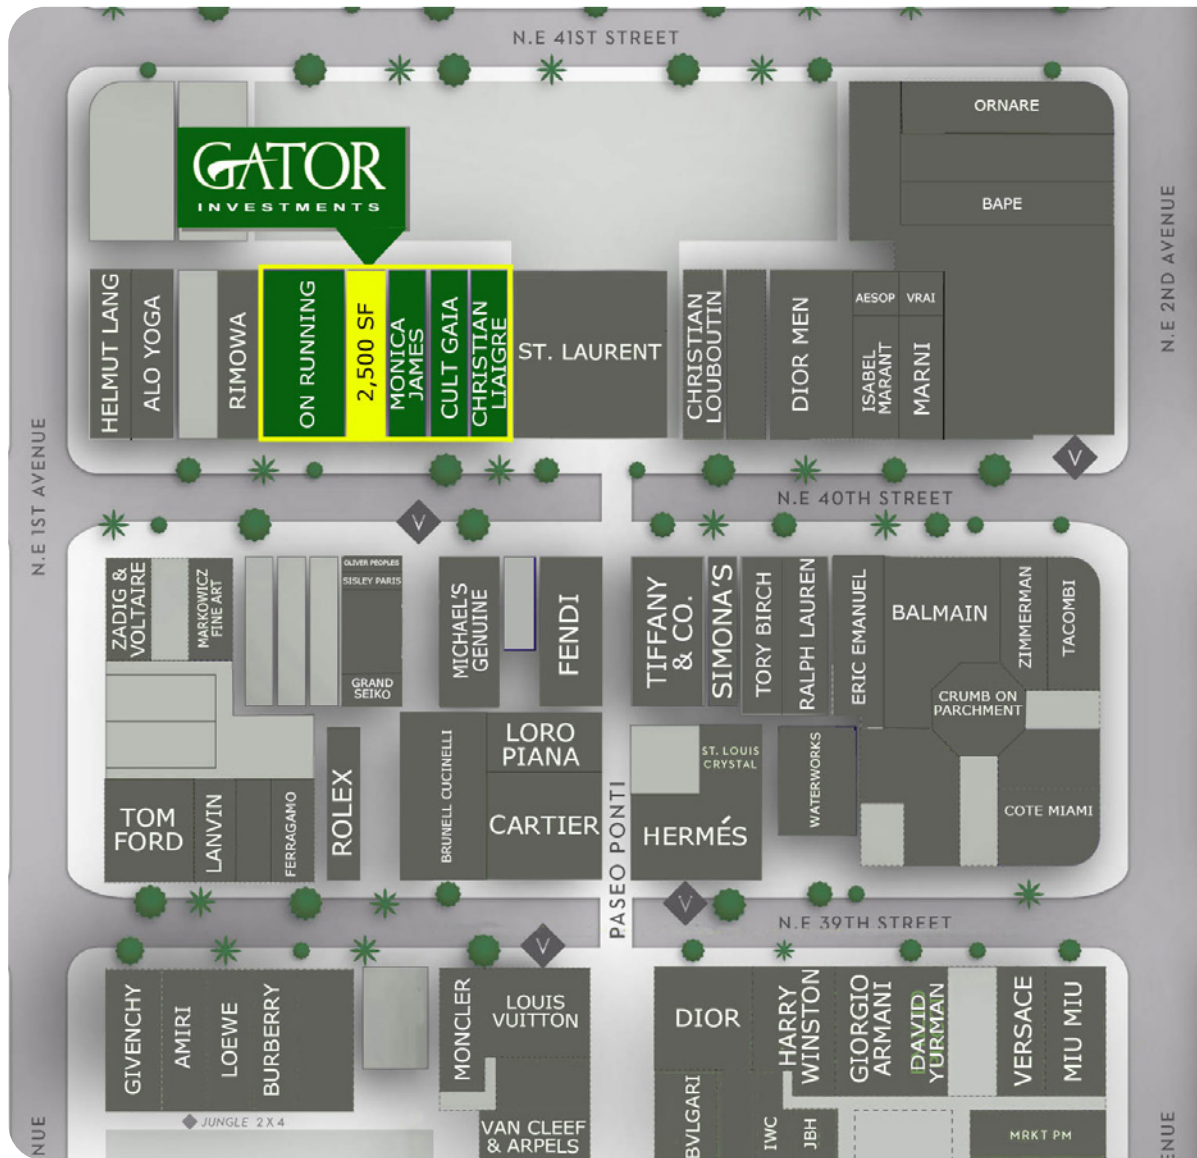 N.E 41ST STREET
ORNARE
BAPE
GATOR
INVESTMENTS
N.E 2ND AVENUE
HELMUT LANG
ALO YOGA
RIMOWA
ON RUNNING
2,500 SF
MONICA
JAMES
CULT GAIA
CHRISTIAN
LIAIGRE
ST. LAURENT
CHRISTIAN
LOUBOUTIN
DIOR MEN
AESOP
VRAI
ISABEL
MARANT
MARNI
V
N.E 1ST AVENUE
N.E 40TH STREET
V
ZADIG &
VOLTAIRE
MARKOWICZ
FINE ART
OLIVER PEOPLES
SISLEY PARIS
GRAND
SEIKO
MICHAEL'S
GENUINE
FENDI
TIFFANY
& CO.
SIMONA'S
TORY BIRCH
RALPH LAUREN
ERIC EMANUEL
BALMAIN
ZIMMERMAN
TACOMBI
CRUMB ON
PARCHMENT
TOM
FORD
LANVIN
FERRAGAMO
ROLEX
BRUNELL CUCINELLI
LORO
PIANA
CARTIER
PASEO PONTI
ST. LOUIS
CRYSTAL
HERMÉS
WATERWORKS
COTE MIAMI
V
N.E 39TH STREET
V
GIVENCHY
AMIRI
LOEWE
BURBERRY
MONCLER
LOUIS
VUITTON
DIOR
HARRY
WINSTON
GIORGIO
ARMANI
DAVID
YURMAN
VERSACE
MIU MIU
NUE
JUNGLE 2X4
VAN CLEEF
& ARPELS
BVLGARI
IWC
JBH
MRKT PM
ENUE